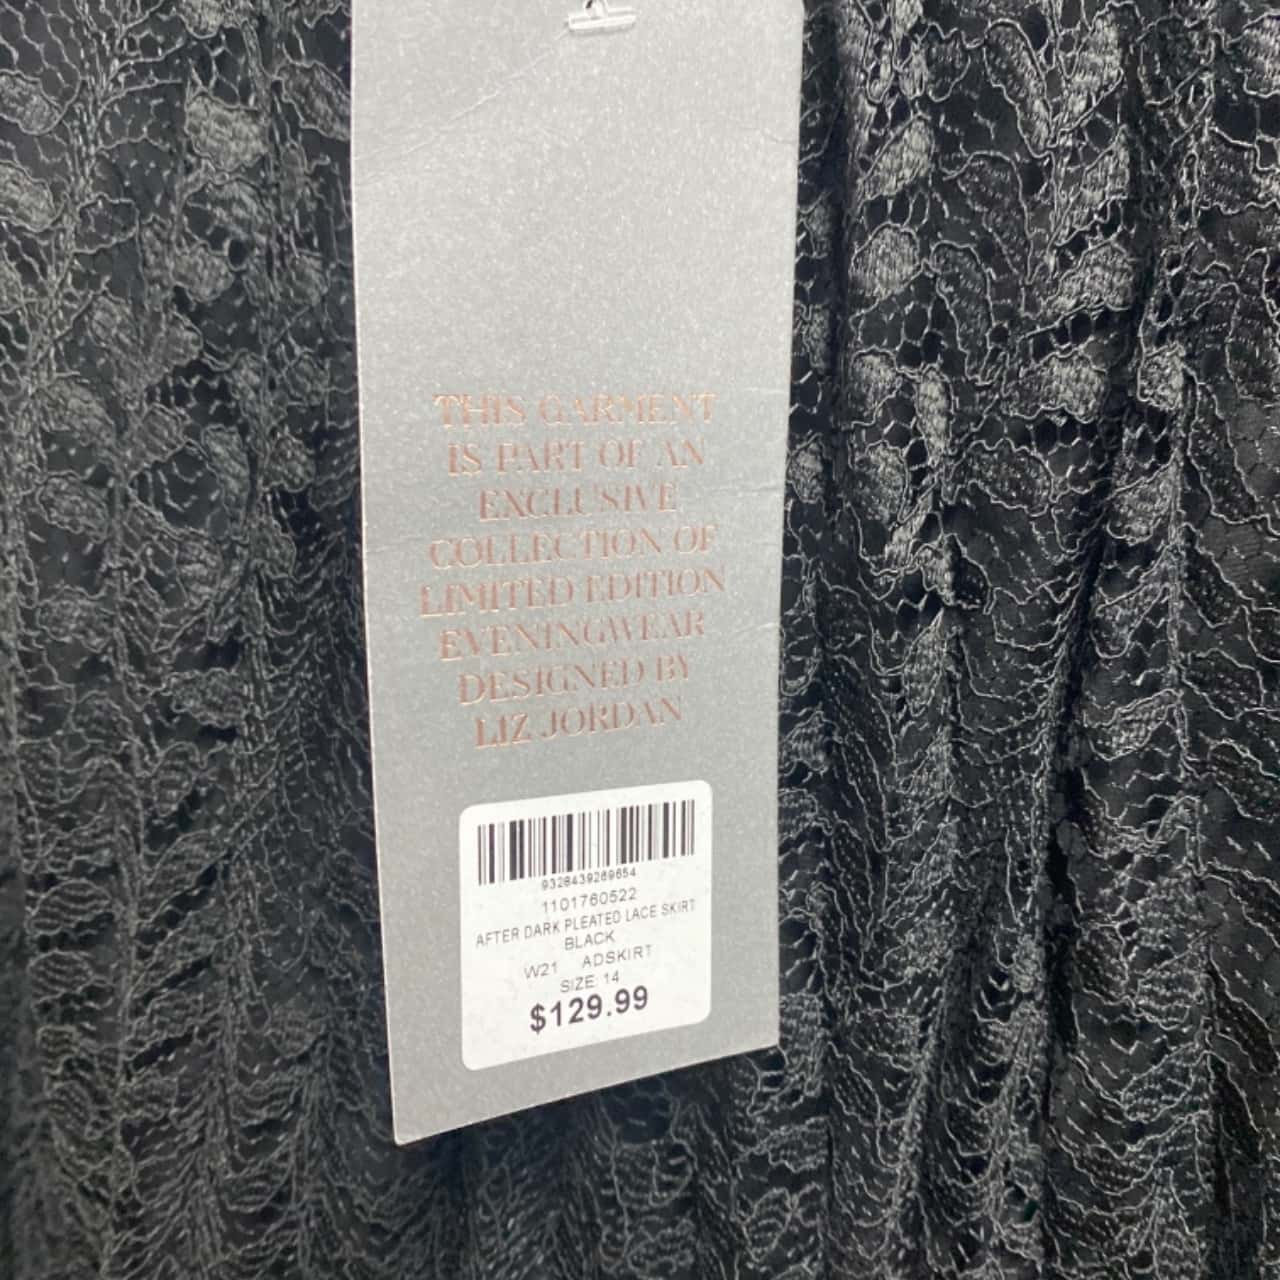 THIS GARMENT
IS PART OF AN
EXCLUSIVE
COLLECTION OF
LIMITED EDITION
EVENINGWEAR
DESIGNED BY
LIZ JORDAN
9328439289654
1101760522
AFTER DARK PLEATED LACE SKIRT
BLACK
W21 ADSKIRT
SIZE: 14
$129.99